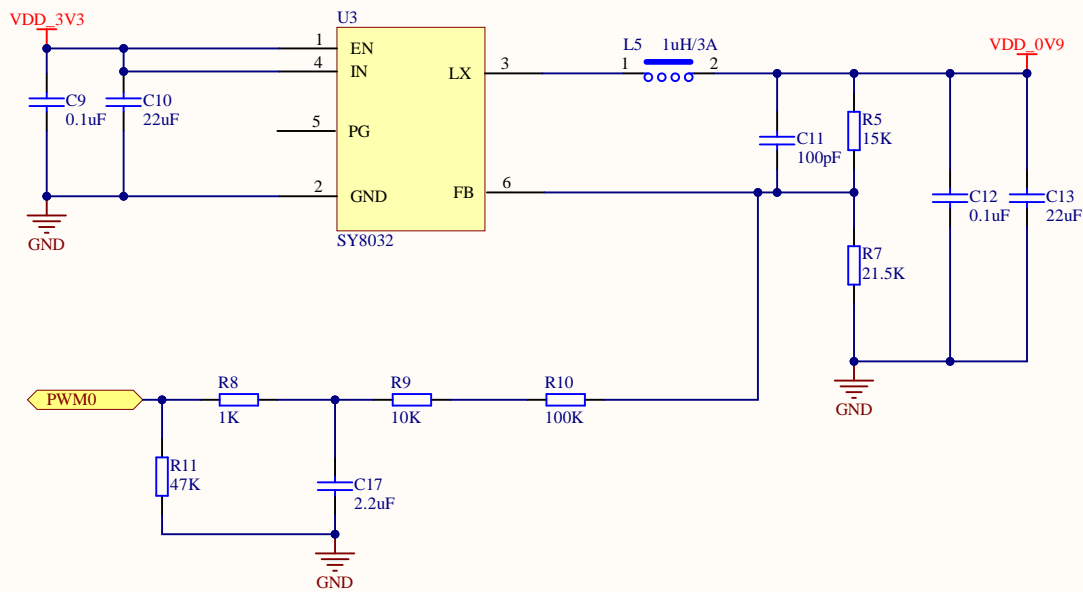 VDD_3V3
U3
L5 1uH/3A
VDD_0V9
1 EN
4 IN
LX 3
1 2
C9
0.1uF
C10
22uF
5 PG
C11
100pF
R5
15K
2 GND
FB 6
C12
0.1uF
C13
22uF
GND
SY8032
R7
21.5K
PWM0
R8
1K
R9
10K
R10
100K
GND
R11
47K
C17
2.2uF
GND